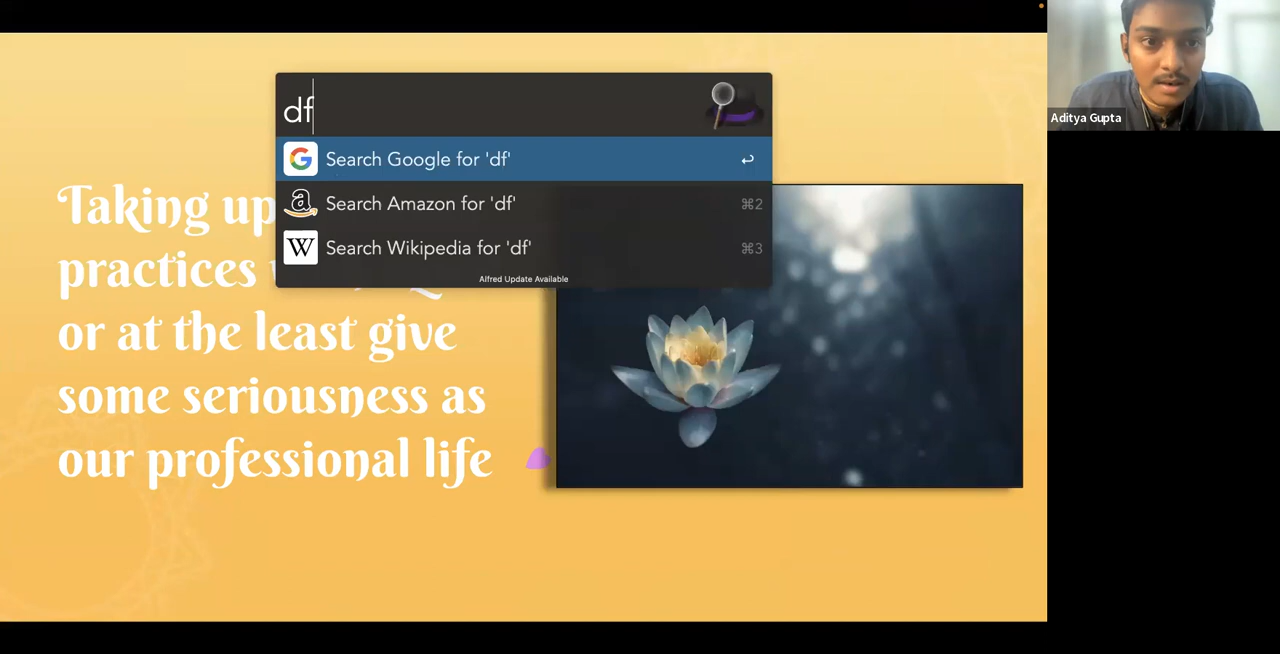 df
Search Google for 'df'
↩
Search Amazon for 'df'
⌘2
Search Wikipedia for 'df'
⌘3
Alfred Update Available
Taking up
practices
or at the least give
some seriousness as
our professional life
Aditya Gupta